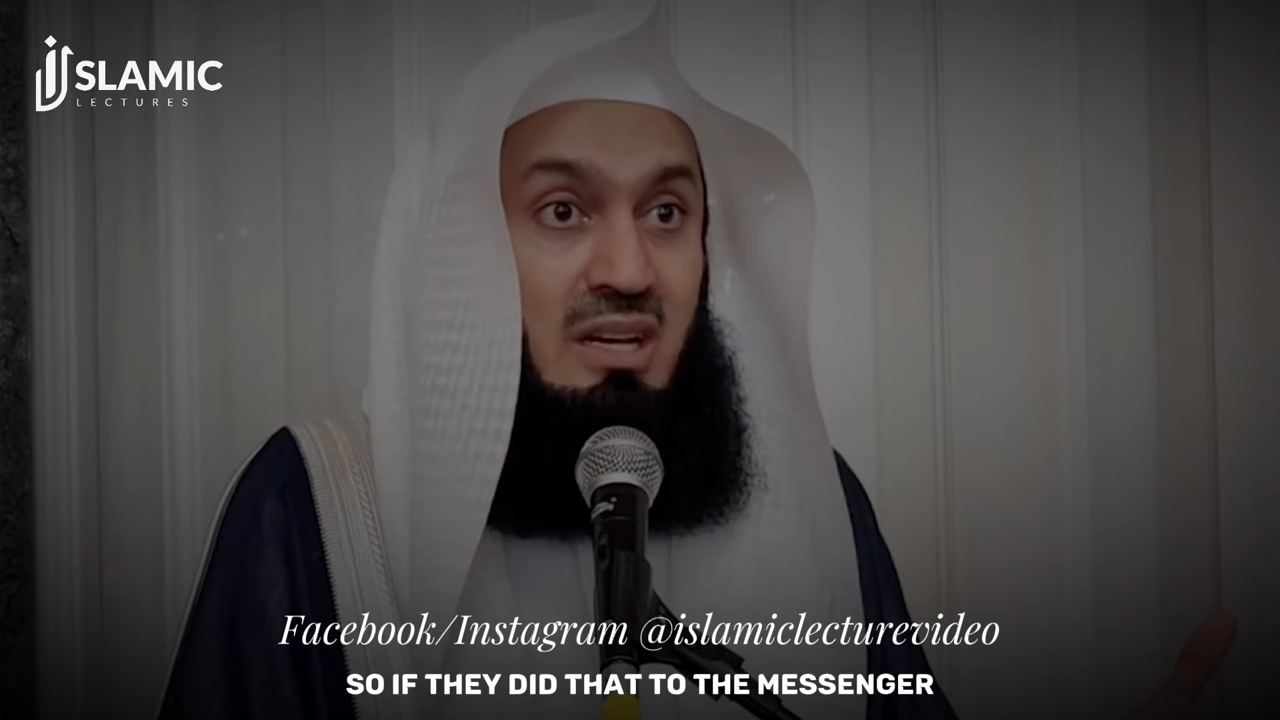 ISLAMIC
LECTURES
Facebook/Instagram @islamiclecturevideo
SO IF THEY DID THAT TO THE MESSENGER